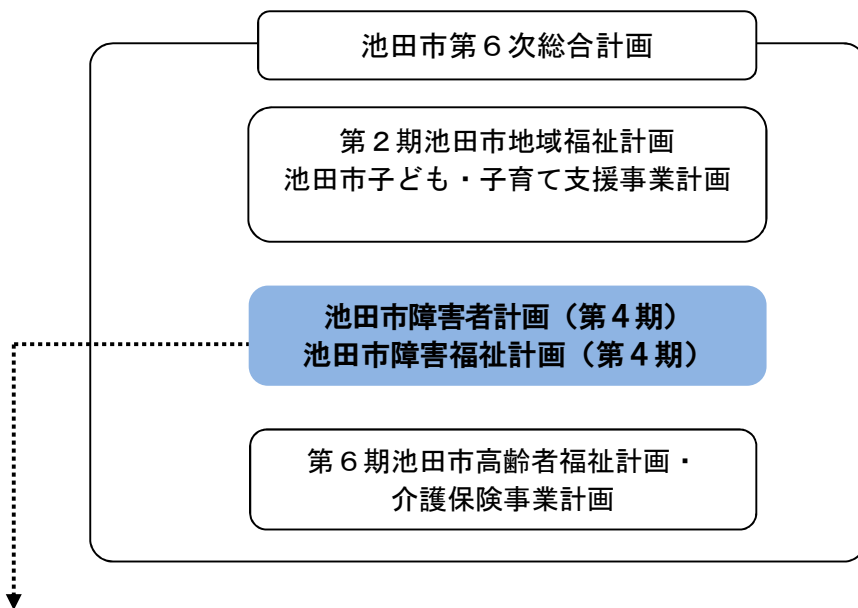 池田市第６次総合計画
第２期池田市地域福祉計画
池田市子ども・子育て支援事業計画
池田市障害者計画（第４期）
池田市障害福祉計画（第４期）
第６期池田市高齢者福祉計画・
介護保険事業計画